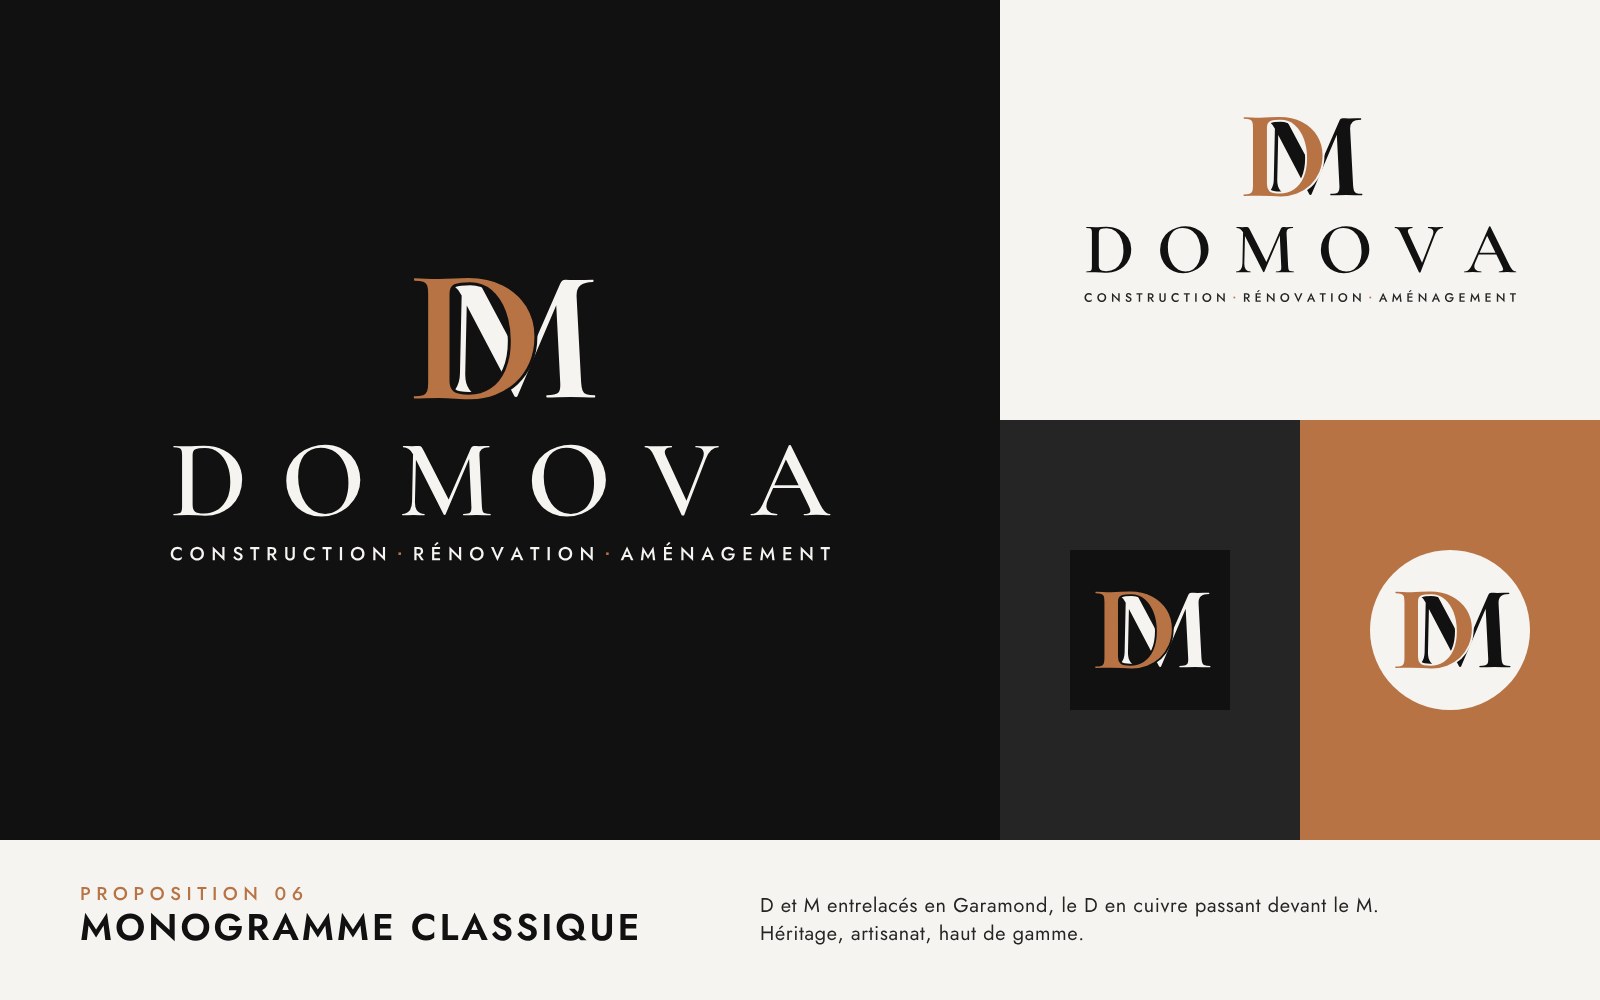 DM
DOMOVA
CONSTRUCTION · RÉNOVATION · AMÉNAGEMENT
DM
DOMOVA
CONSTRUCTION · RÉNOVATION · AMÉNAGEMENT
DM
DM
PROPOSITION 06
MONOGRAMME CLASSIQUE
D et M entrelacés en Garamond, le D en cuivre passant devant le M.
Héritage, artisanat, haut de gamme.